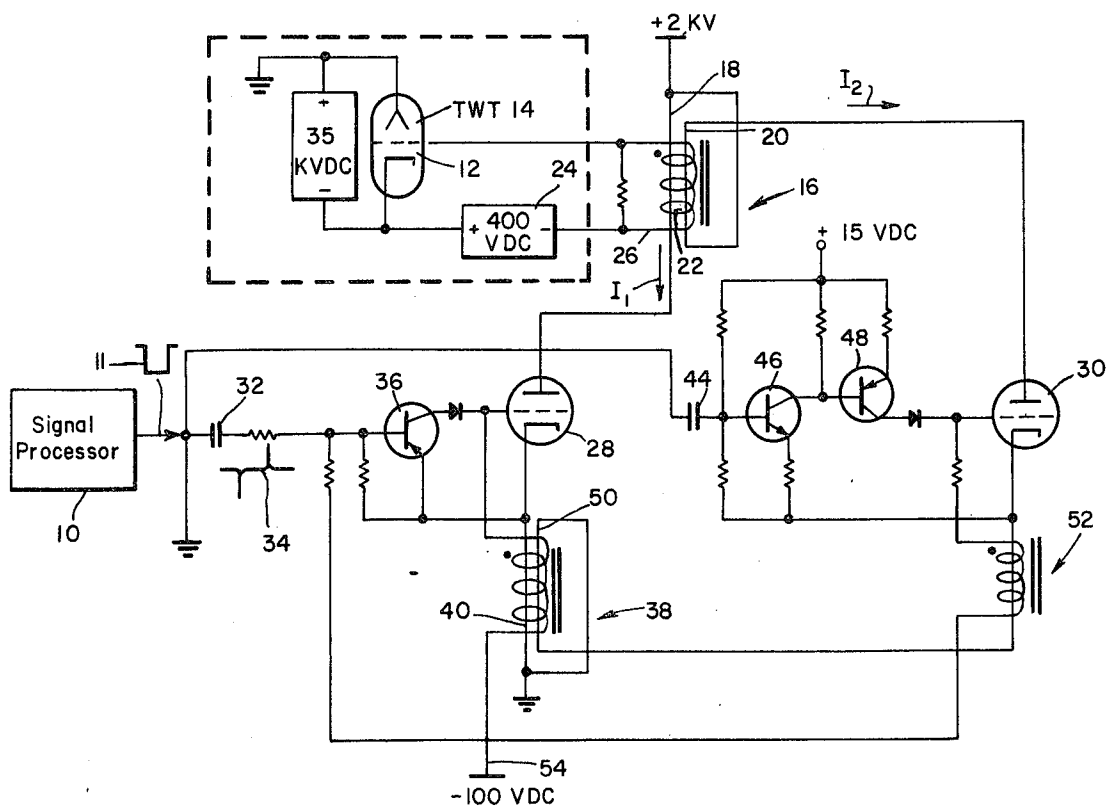 +2 KV
18
I2
20
TWT 14
+
35
KVDC
−
12
24
+ 400 −
VDC
16
26
22
I1
+ 15 VDC
11
32
36
44
46
48
30
Signal
Processor
28
10
34
50
52
40
38
54
-100 VDC